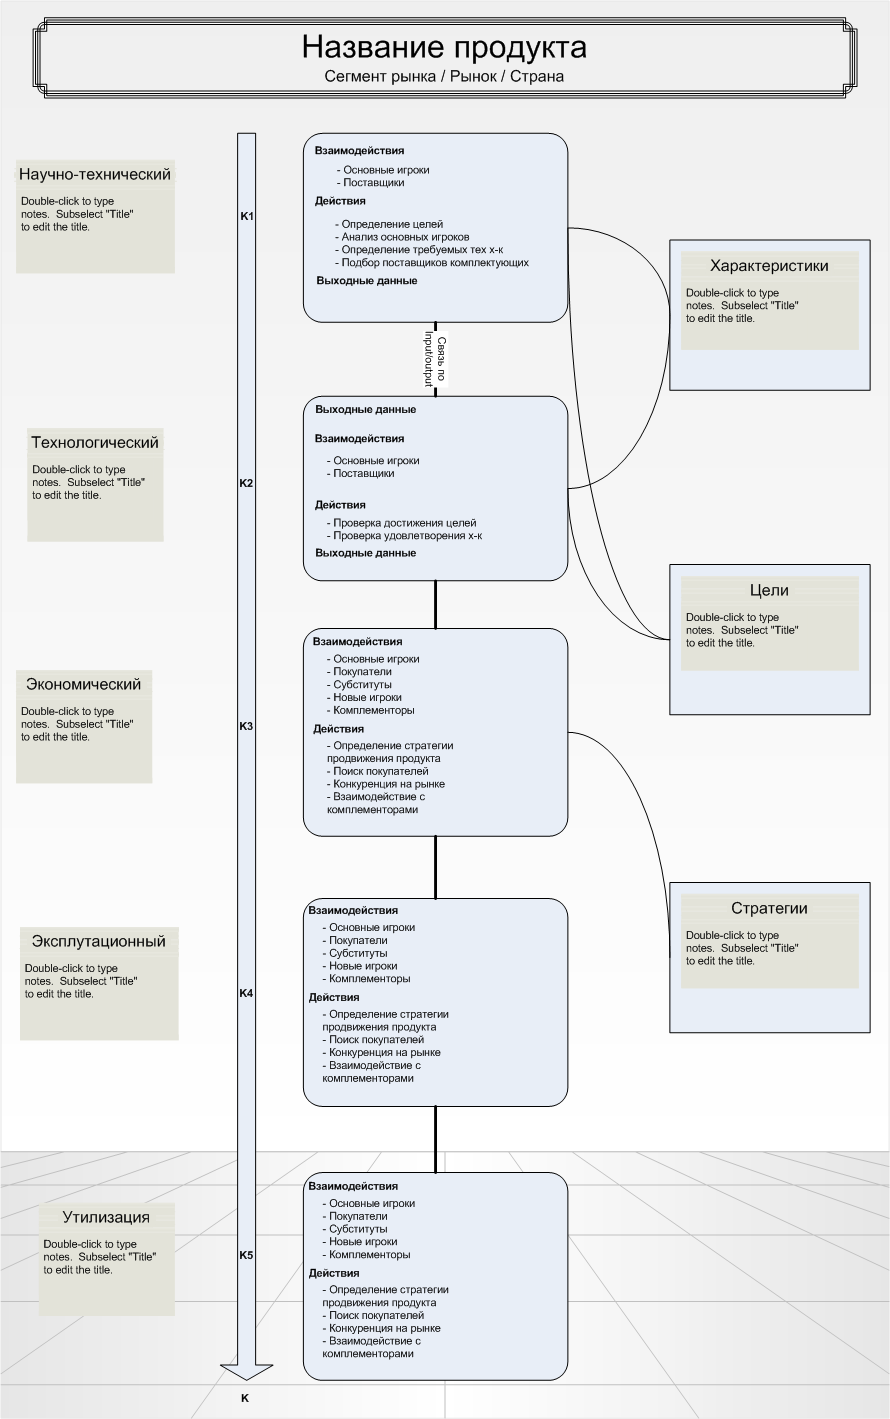 Название продукта
Сегмент рынка / Рынок / Страна
Научно-технический
Double-click to type
notes.  Subselect "Title"
to edit the title.
K1
Взаимодействия
- Основные игроки
- Поставщики
Действия
- Определение целей
- Анализ основных игроков
- Определение требуемых тех х-к
- Подбор поставщиков комплектующих
Выходные данные
Характеристики
Double-click to type
notes.  Subselect "Title"
to edit the title.
Связь по
Input/output
Технологический
Double-click to type
notes.  Subselect "Title"
to edit the title.
K2
Выходные данные
Взаимодействия
- Основные игроки
- Поставщики
Действия
- Проверка достижения целей
- Проверка удовлетворения х-к
Выходные данные
Цели
Double-click to type
notes.  Subselect "Title"
to edit the title.
Экономический
Double-click to type
notes.  Subselect "Title"
to edit the title.
K3
Взаимодействия
- Основные игроки
- Покупатели
- Субституты
- Новые игроки
- Комплементоры
Действия
- Определение стратегии
продвижения продукта
- Поиск покупателей
- Конкуренция на рынке
- Взаимодействие с
комплементорами
Стратегии
Double-click to type
notes.  Subselect "Title"
to edit the title.
Эксплутационный
Double-click to type
notes.  Subselect "Title"
to edit the title.
K4
Взаимодействия
- Основные игроки
- Покупатели
- Субституты
- Новые игроки
- Комплементоры
Действия
- Определение стратегии
продвижения продукта
- Поиск покупателей
- Конкуренция на рынке
- Взаимодействие с
комплементорами
Утилизация
Double-click to type
notes.  Subselect "Title"
to edit the title.
K5
Взаимодействия
- Основные игроки
- Покупатели
- Субституты
- Новые игроки
- Комплементоры
Действия
- Определение стратегии
продвижения продукта
- Поиск покупателей
- Конкуренция на рынке
- Взаимодействие с
комплементорами
K